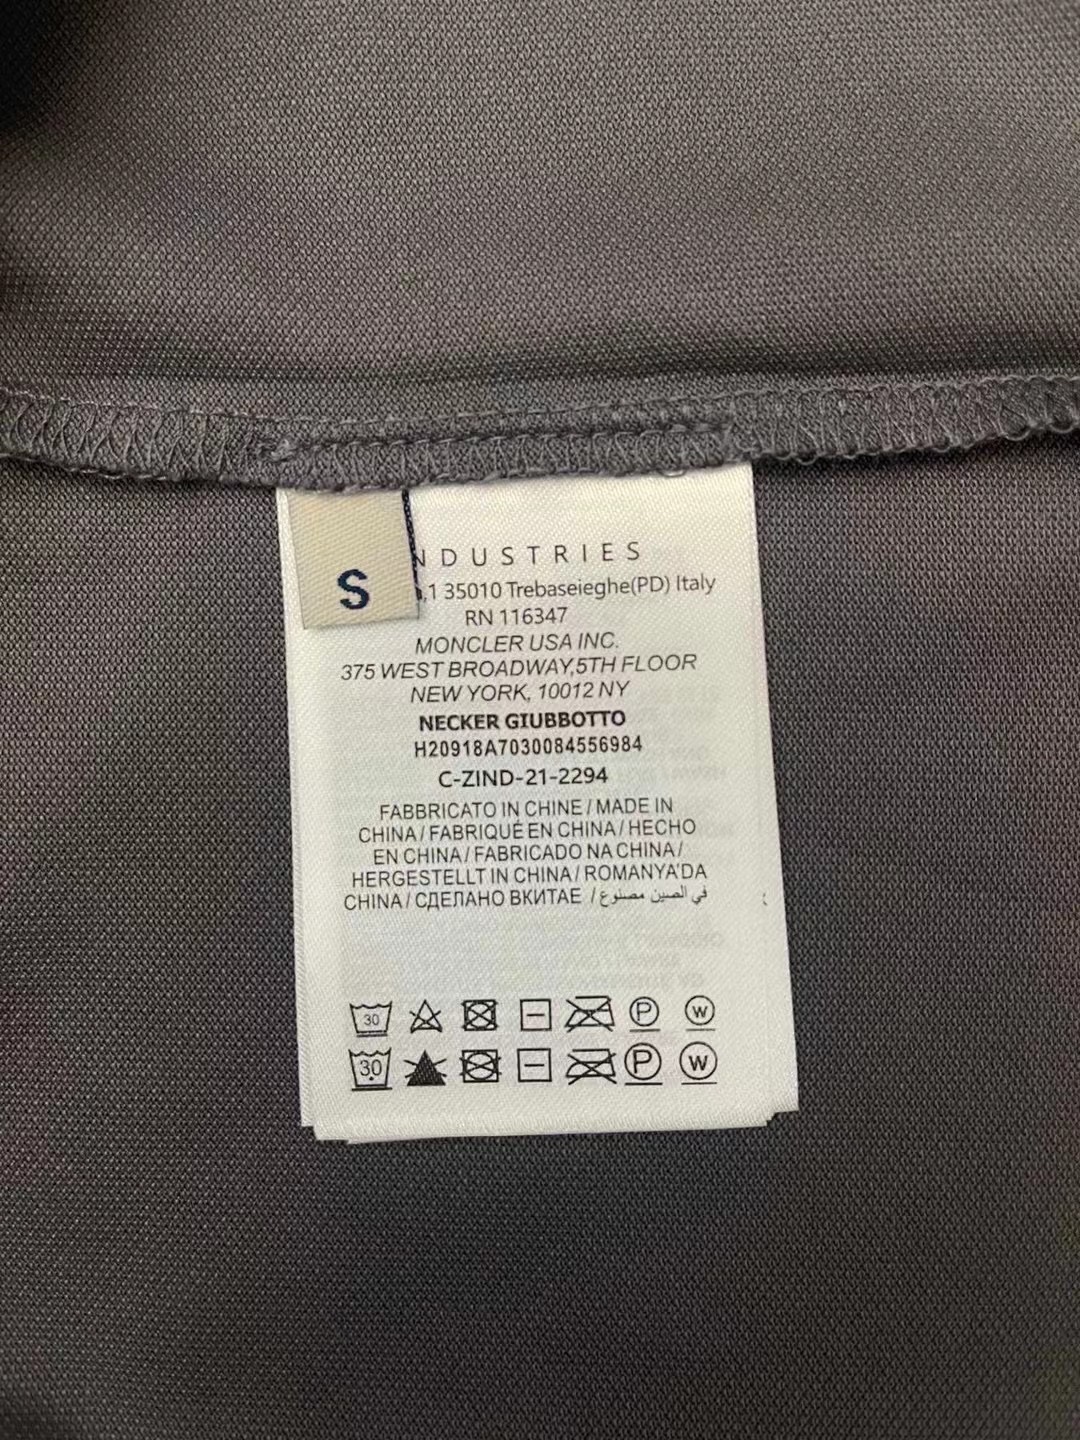 S
NDUSTRIES
,1 35010 Trebaseieghe(PD) Italy
RN 116347
MONCLER USA INC.
375 WEST BROADWAY,5TH FLOOR
NEW YORK, 10012 NY
NECKER GIUBBOTTO
H20918A7030084556984
C-ZIND-21-2294
FABBRICATO IN CHINE / MADE IN
CHINA / FABRIQUÉ EN CHINA / HECHO
EN CHINA / FABRICADO NA CHINA /
HERGESTELLT IN CHINA / ROMANYA'DA
CHINA / СДЕЛАНО ВКИТАЕ / في الصين مصنوع
30 P W
30 P W